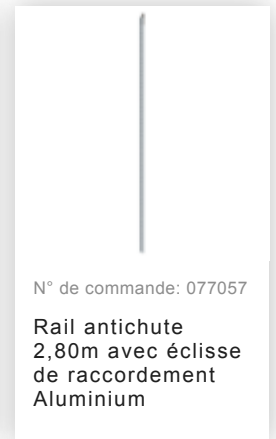 N° de commande: 077057
Rail antichute
2,80m avec éclisse
de raccordement
Aluminium